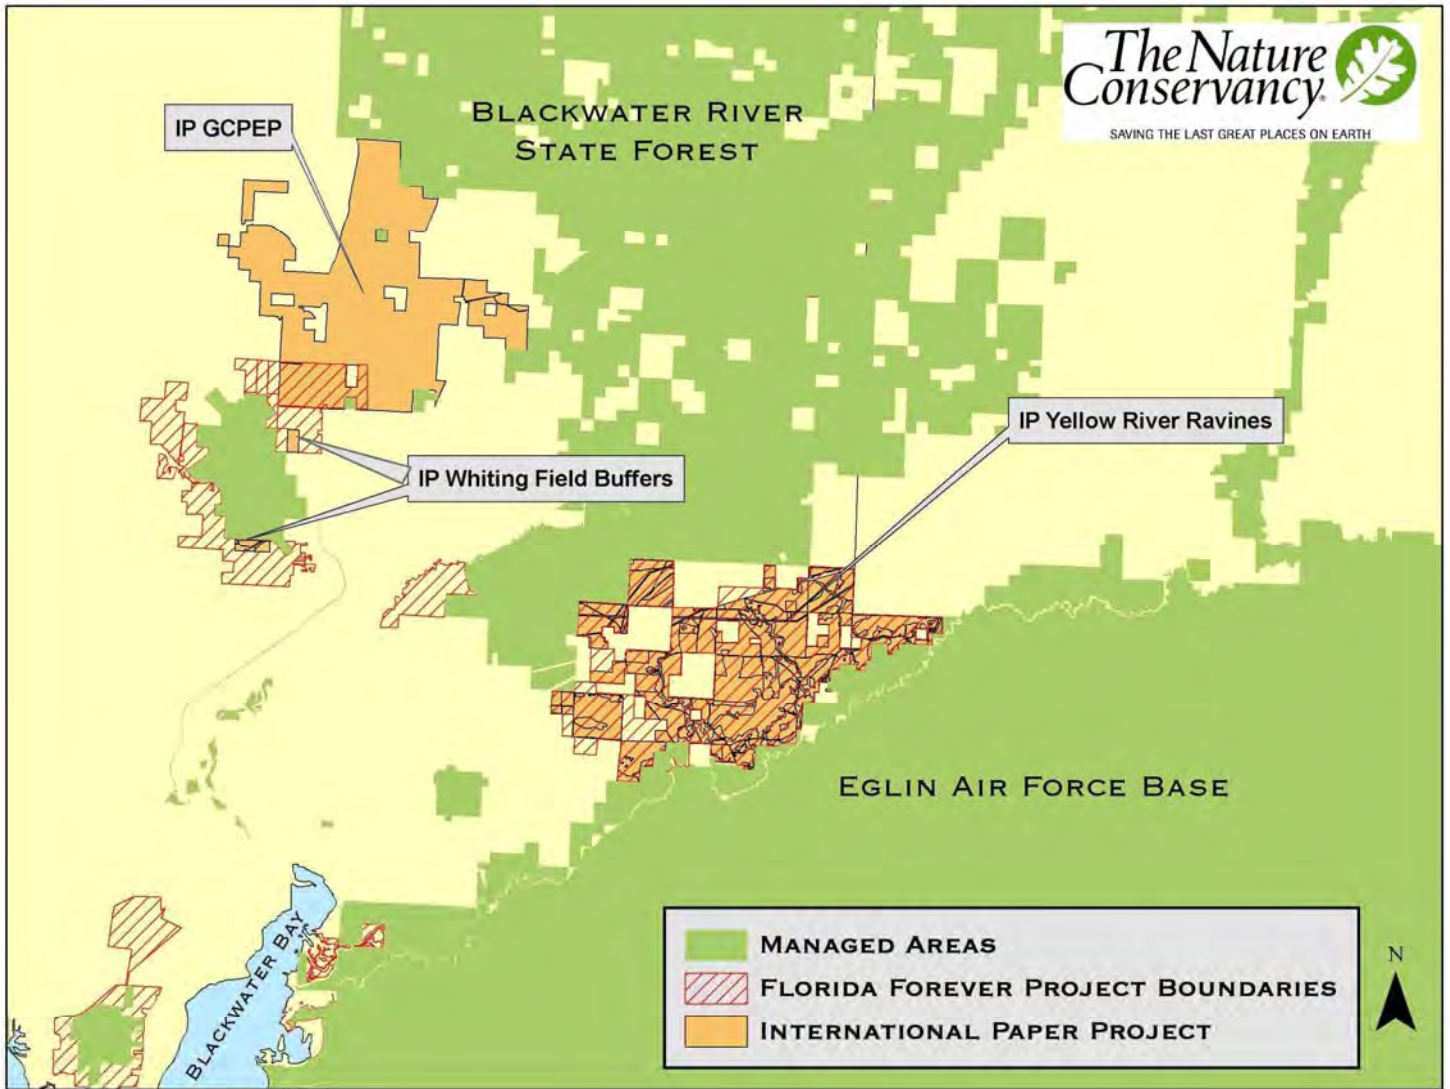 The Nature
Conservancy
SAVING THE LAST GREAT PLACES ON EARTH
IP GCPEP
BLACKWATER RIVER
STATE FOREST
IP Yellow River Ravines
IP Whiting Field Buffers
EGLIN AIR FORCE BASE
BLACKWATER BAY
MANAGED AREAS
FLORIDA FOREVER PROJECT BOUNDARIES
INTERNATIONAL PAPER PROJECT
N